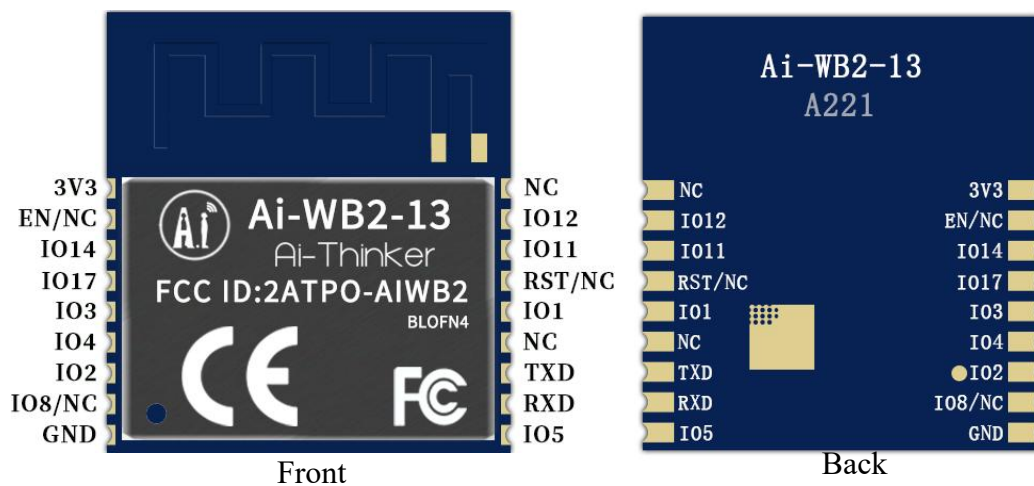 3V3
EN/NC
IO14
IO17
IO3
IO4
IO2
IO8/NC
GND
A.i
Ai-WB2-13
Ai-Thinker
FCC ID:2ATPO-AIWB2
BLOFN4
CE
FC
NC
IO12
IO11
RST/NC
IO1
NC
TXD
RXD
IO5
Front
Ai-WB2-13
A221
NC
IO12
IO11
RST/NC
IO1
NC
TXD
RXD
IO5
3V3
EN/NC
IO14
IO17
IO3
IO4
IO2
IO8/NC
GND
Back